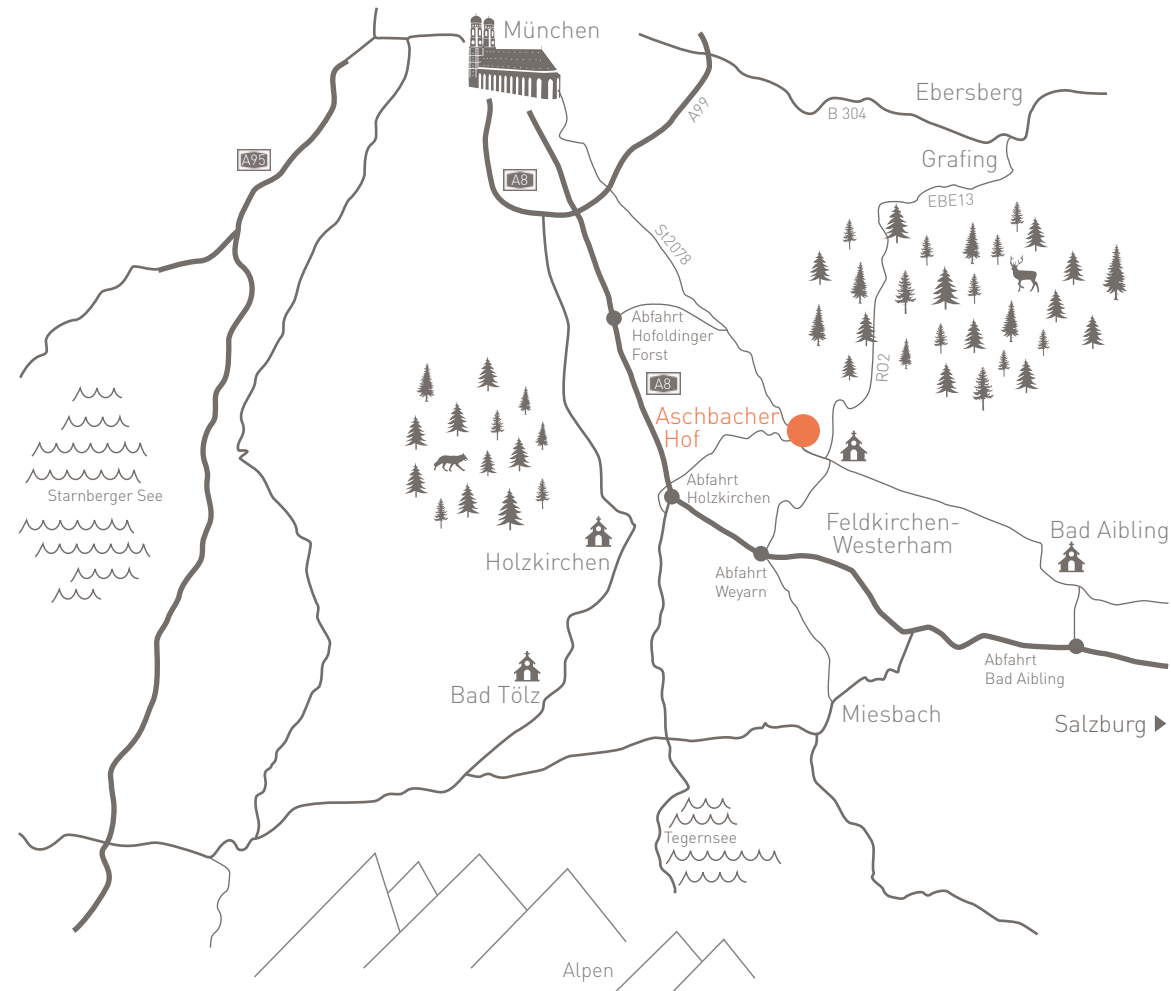 München
Ebersberg
A99
B 304
A95
Grafing
A8
EBE13
St2078
Abfahrt
Hofoldinger
Forst
RO2
A8
Aschbacher
Hof
Abfahrt
Holzkirchen
Starnberger See
Feldkirchen-
Westerham
Bad Aibling
Holzkirchen
Abfahrt
Weyarn
Abfahrt
Bad Aibling
Bad Tölz
Miesbach
Salzburg
Tegernsee
Alpen